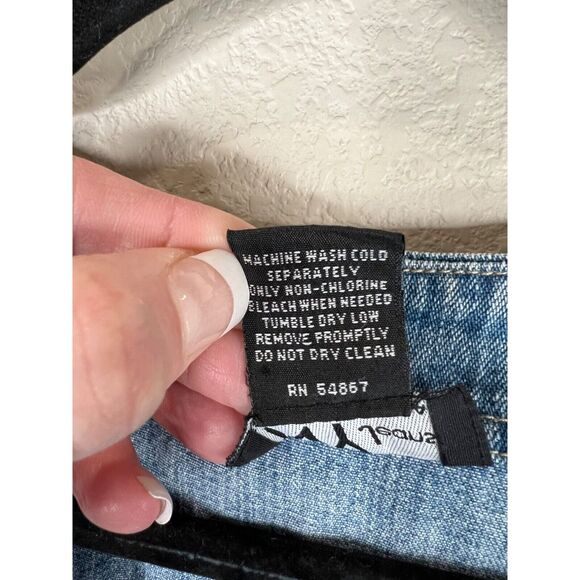 MACHINE WASH COLD
SEPARATELY
ONLY NON-CHLORINE
BLEACH WHEN NEEDED
TUMBLE DRY LOW
REMOVE PROMPTLY
DO NOT DRY CLEAN
RN 54867